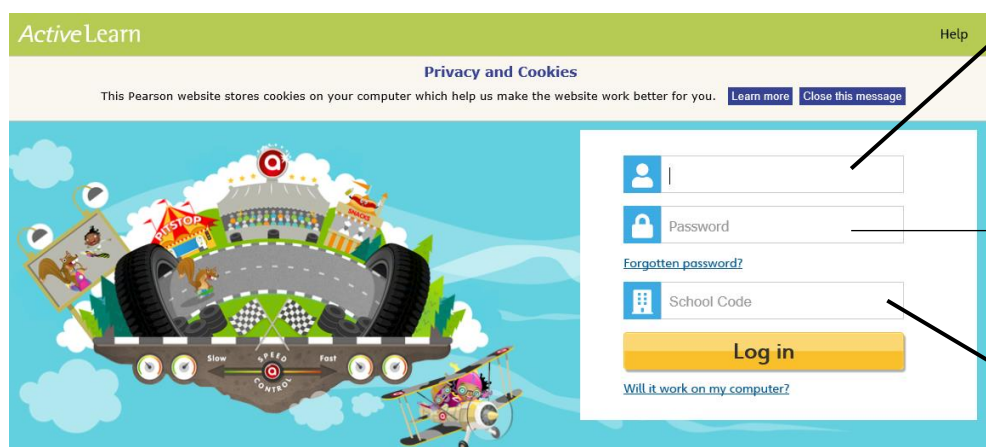 ActiveLearn
Help
Privacy and Cookies
This Pearson website stores cookies on your computer which help us make the website work better for you. Learn more Close this message
PITSTOP
SNACKS
a
Password
Forgotten password?
School Code
Log in
Will it work on my computer?
Slow SPEED Fast
a
CONTROL